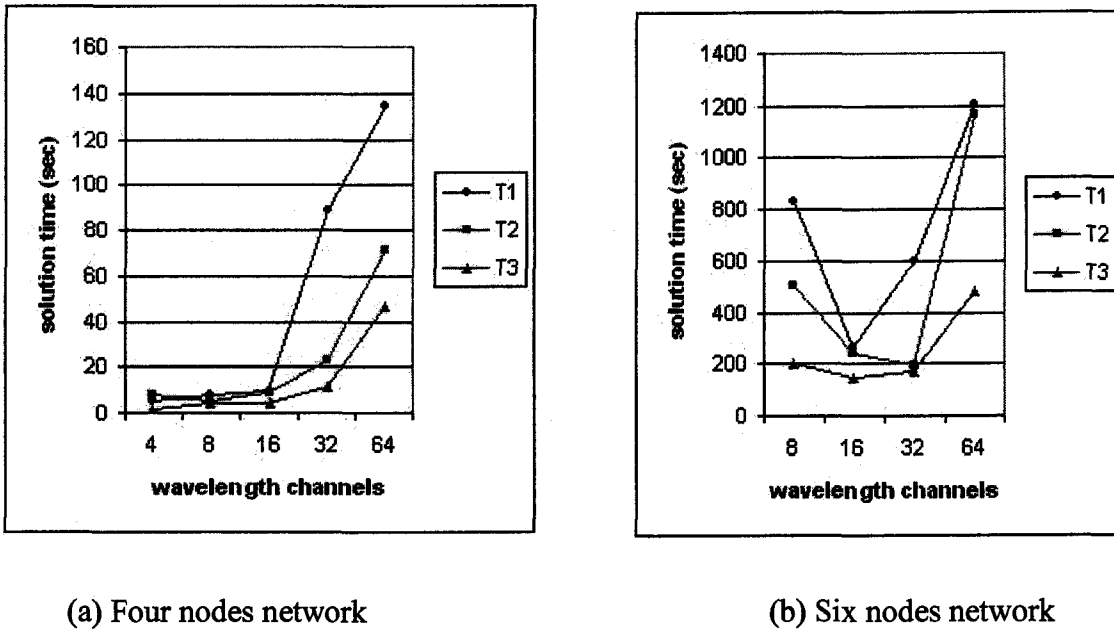 160
140
120
100
80
60
40
20
0
solution time (sec)
4 8 16 32 64
wavelength channels
T1
T2
T3
(a) Four nodes network
1400
1200
1000
800
600
400
200
0
solution time (sec)
8 16 32 64
wavelength channels
T1
T2
T3
(b) Six nodes network